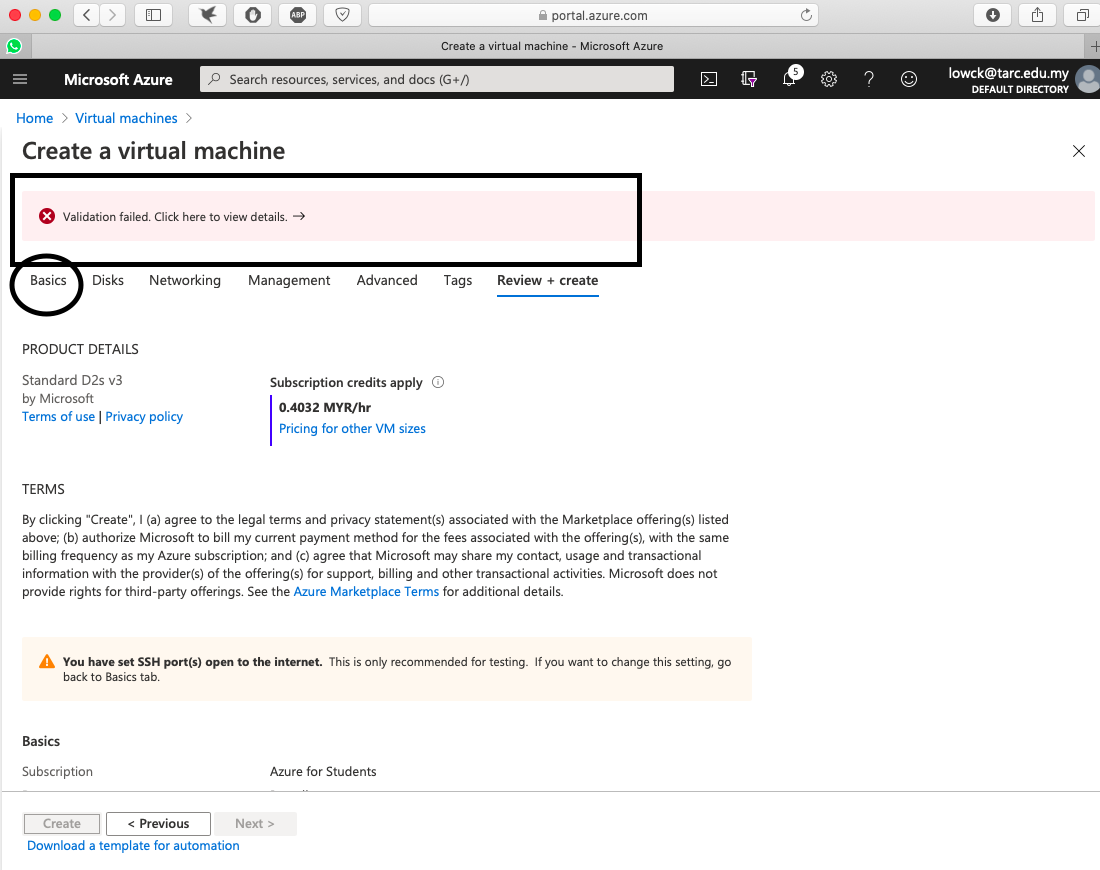 portal.azure.com
ABP
Create a virtual machine - Microsoft Azure
Microsoft Azure
Search resources, services, and docs (G+/)
5
lowck@tarc.edu.my
DEFAULT DIRECTORY
Home > Virtual machines >
Create a virtual machine
Validation failed. Click here to view details. →
Basics Disks Networking Management Advanced Tags Review + create
PRODUCT DETAILS
Standard D2s v3
by Microsoft
Terms of use | Privacy policy
Subscription credits apply
0.4032 MYR/hr
Pricing for other VM sizes
TERMS
By clicking "Create", I (a) agree to the legal terms and privacy statement(s) associated with the Marketplace offering(s) listed
above; (b) authorize Microsoft to bill my current payment method for the fees associated with the offering(s), with the same
billing frequency as my Azure subscription; and (c) agree that Microsoft may share my contact, usage and transactional
information with the provider(s) of the offering(s) for support, billing and other transactional activities. Microsoft does not
provide rights for third-party offerings. See the Azure Marketplace Terms for additional details.
You have set SSH port(s) open to the internet. This is only recommended for testing. If you want to change this setting, go
back to Basics tab.
Basics
Subscription Azure for Students
Create < Previous Next >
Download a template for automation